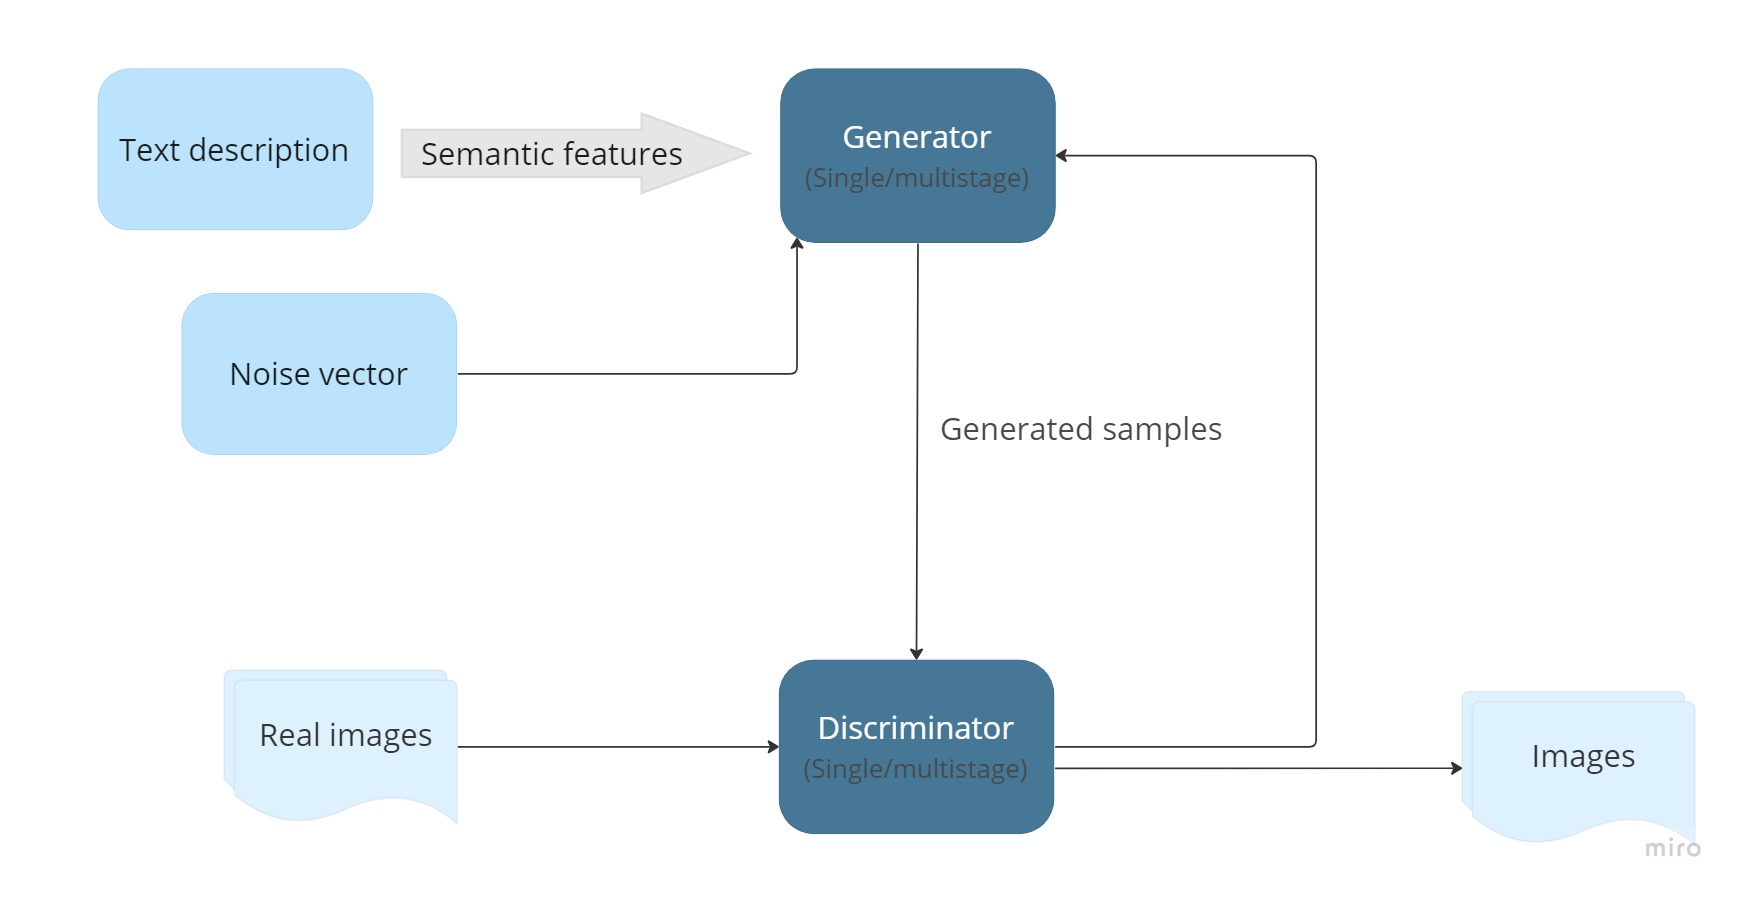 Text description
Semantic features
Generator
(Single/multistage)
Noise vector
Generated samples
Real images
Discriminator
(Single/multistage)
Images
miro